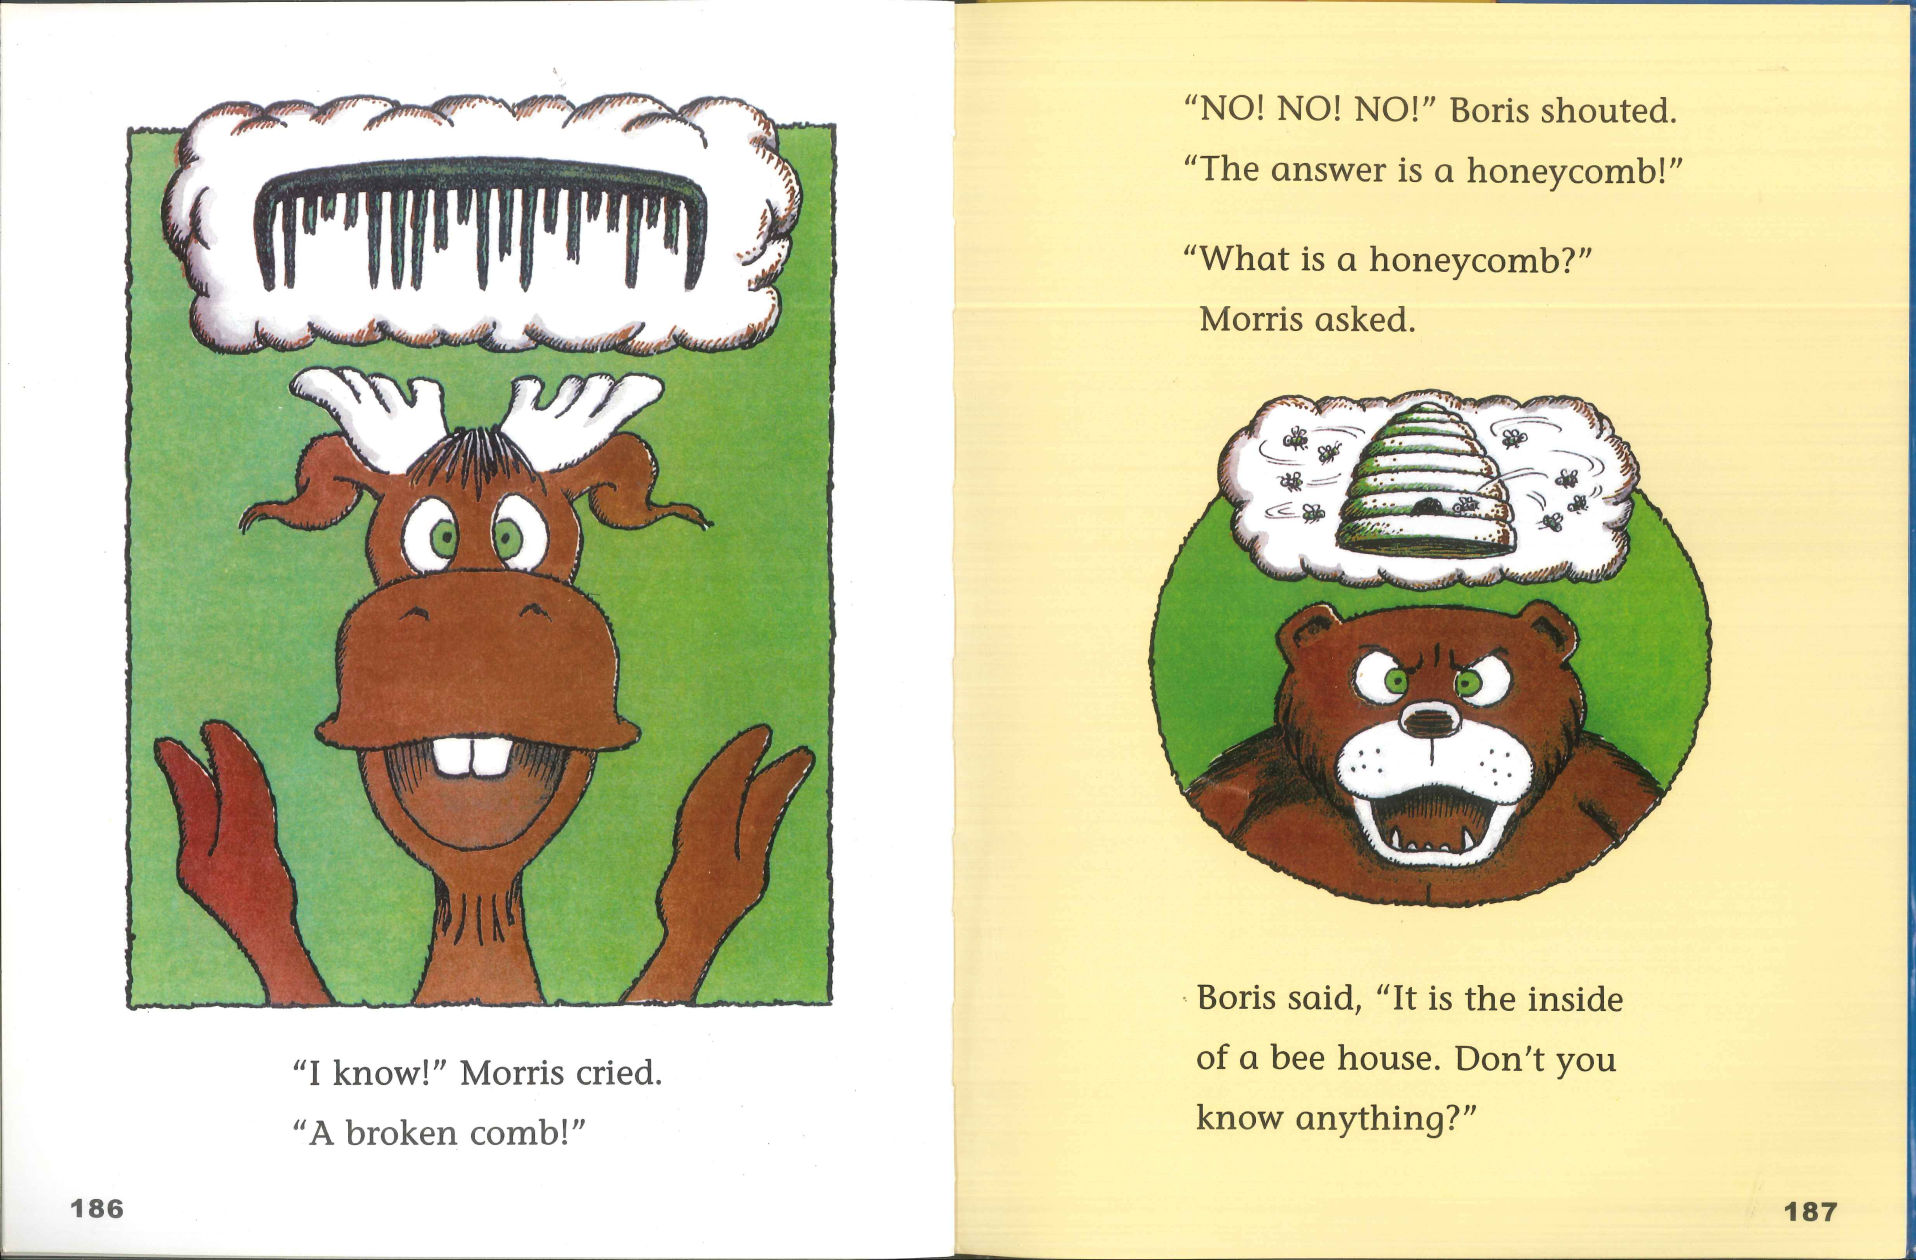 “I know!” Morris cried.
“A broken comb!”
186
“NO! NO! NO!” Boris shouted.
“The answer is a honeycomb!”
“What is a honeycomb?”
Morris asked.
Boris said, “It is the inside
of a bee house. Don’t you
know anything?”
187